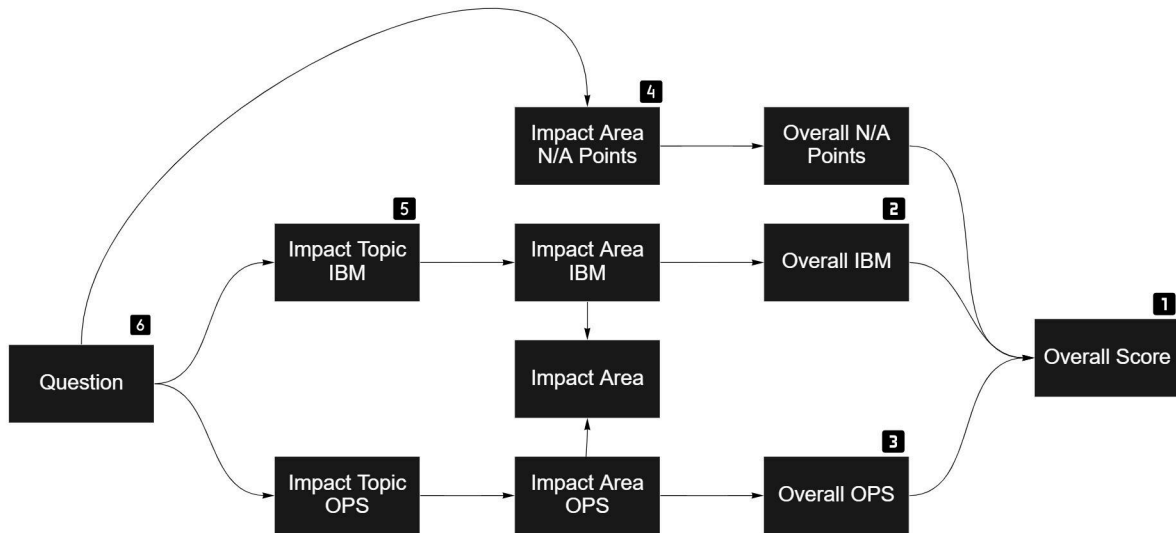 4
Impact Area
N/A Points
Overall N/A
Points
5
Impact Topic
IBM
Impact Area
IBM
2
Overall IBM
1
Overall Score
6
Question
Impact Area
Impact Topic
OPS
Impact Area
OPS
3
Overall OPS